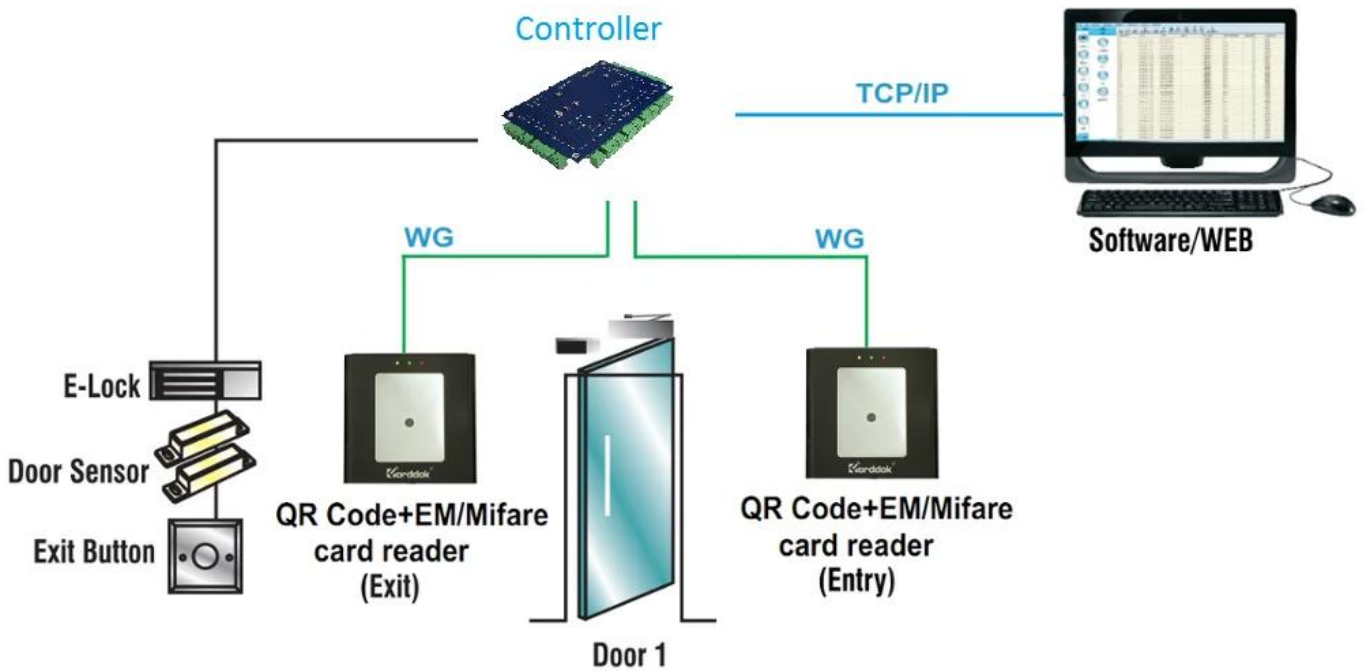 Controller
TCP/IP
Software/WEB
WG
WG
E-Lock
Door Sensor
Exit Button
QR Code+EM/Mifare
card reader
(Exit)
QR Code+EM/Mifare
card reader
(Entry)
Door 1